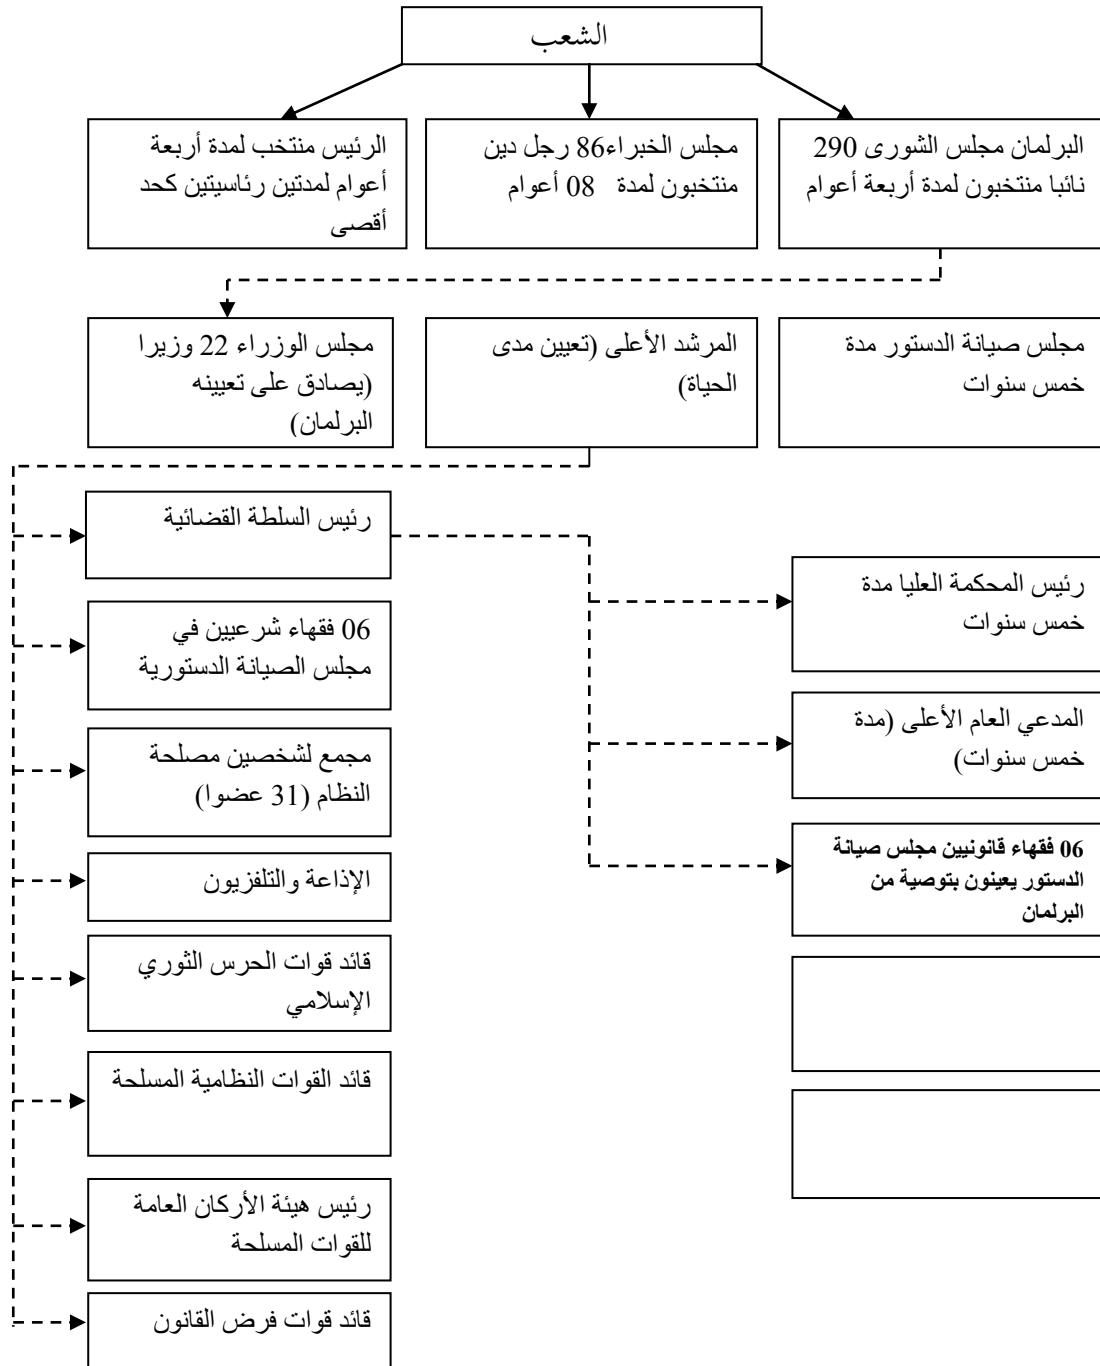 الشعب
البرلمان مجلس الشورى 290
نائبا منتخبون لمدة أربعة أعوام
مجلس الخبراء86 رجل دين
منتخبون لمدة 08 أعوام
الرئيس منتخب لمدة أربعة
أعوام لمدتين رئاسيتين كحد
أقصى
مجلس صيانة الدستور مدة
خمس سنوات
المرشد الأعلى (تعيين مدى
الحياة)
مجلس الوزراء 22 وزيرا
(يصادق على تعيينه
البرلمان)
رئيس السلطة القضائية
رئيس المحكمة العليا مدة
خمس سنوات
06 فقهاء شرعيين في
مجلس الصيانة الدستورية
المدعي العام الأعلى (مدة
خمس سنوات)
مجمع لشخصين مصلحة
النظام (31 عضوا)
06 فقهاء قانونيين مجلس صيانة
الدستور يعينون بتوصية من
البرلمان
الإذاعة والتلفزيون
قائد قوات الحرس الثوري
الإسلامي
قائد القوات النظامية المسلحة
رئيس هيئة الأركان العامة
للقوات المسلحة
قائد قوات فرض القانون